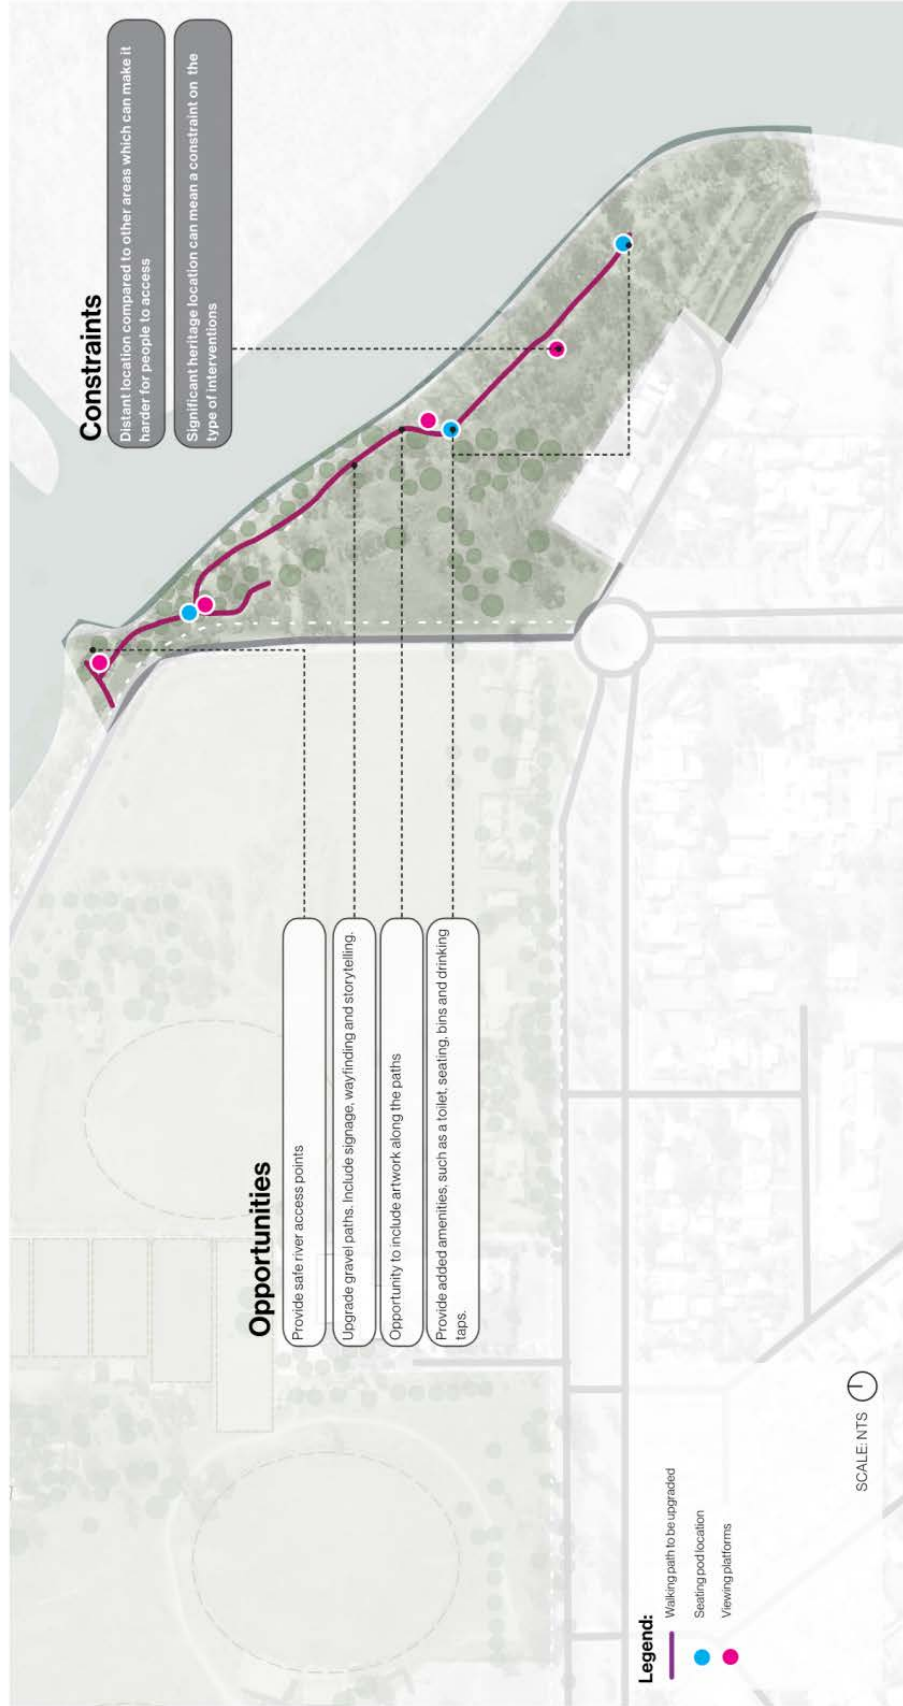 Constraints
Distant location compared to other areas which can make it
harder for people to access
Significant heritage location can mean a constraint on the
type of interventions
Opportunities
Provide safe river access points
Upgrade gravel paths. Include signage, wayfinding and storytelling.
Opportunity to include artwork along the paths
Provide added amenities, such as a toilet, seating, bins and drinking
taps.
Legend:
Walking path to be upgraded
Seating pod location
Viewing platforms
SCALE: NTS